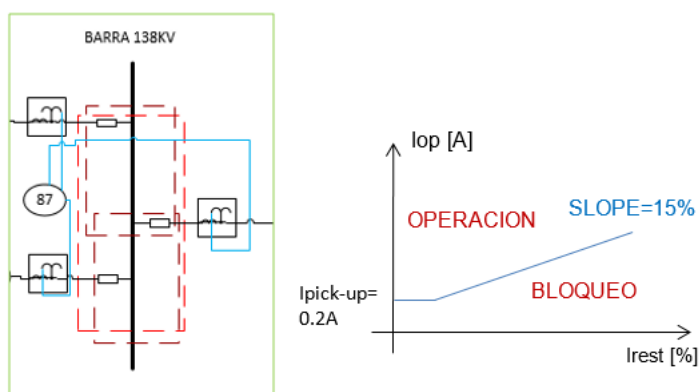 BARRA 138KV
87
Iop [A]
OPERACION
SLOPE=15%
Ipick-up=
0.2A
BLOQUEO
Irest [%]